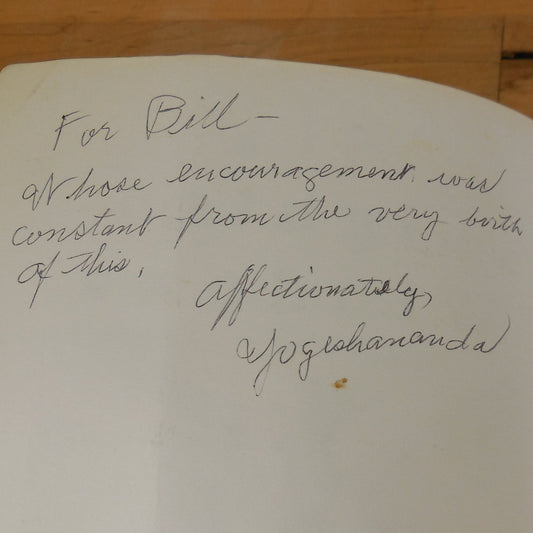 For Bill –
Whose encouragement was
constant from the very birth
of this,
Affectionately,
Yogeshananda